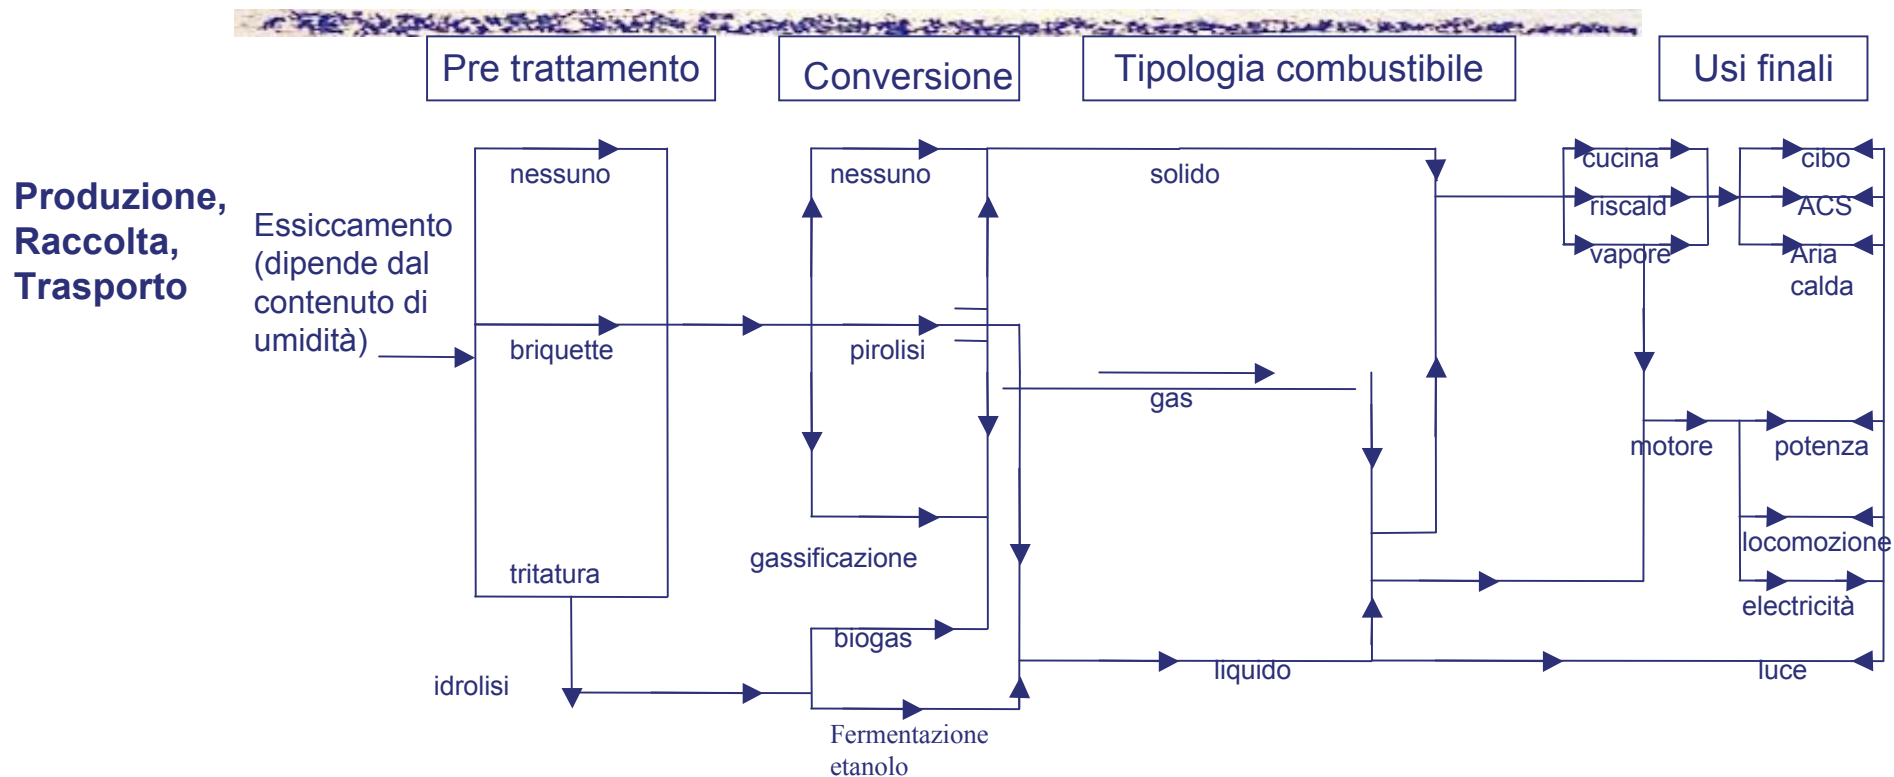 Pre trattamento
Conversione
Tipologia combustibile
Usi finali
Produzione,
Raccolta,
Trasporto
Essiccamento
(dipende dal
contenuto di
umidità)
nessuno
briquette
tritatura
idrolisi
nessuno
pirolisi
gassificazione
biogas
Fermentazione
etanolo
solido
gas
liquido
cucina
riscald
vapore
motore
cibo
ACS
Aria
calda
potenza
locomozione
electricità
luce